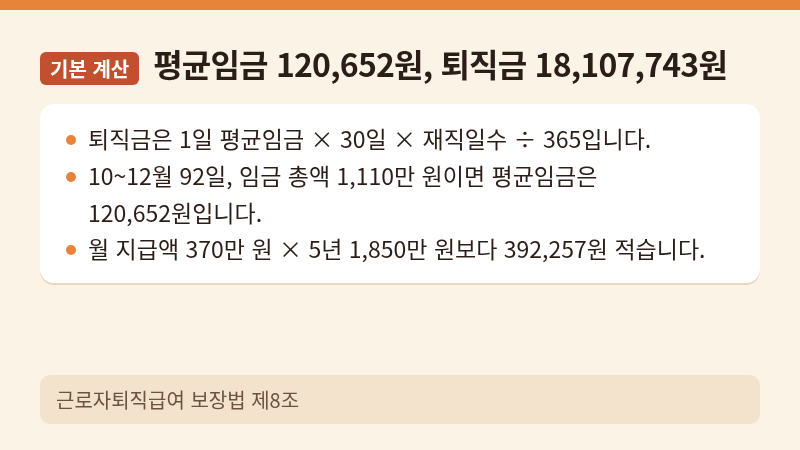 기본 계산
평균임금 120,652원, 퇴직금 18,107,743원
퇴직금은 1일 평균임금 × 30일 × 재직일수 ÷ 365입니다.
10~12월 92일, 임금 총액 1,110만 원이면 평균임금은
120,652원입니다.
월 지급액 370만 원 × 5년 1,850만 원보다 392,257원 적습니다.
근로자퇴직급여 보장법 제8조